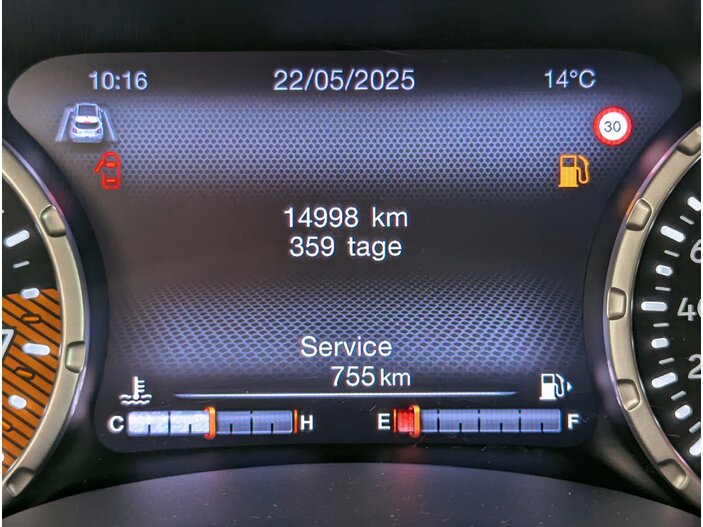 10:16 22/05/2025 14°C
30
14998 km
359 tage
Service
755 km
C H E F